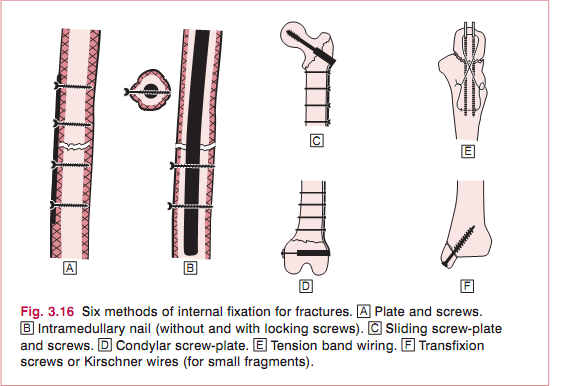 A
B
C
D
E
F
Fig. 3.16 Six methods of internal fixation for fractures. A Plate and screws.
B Intramedullary nail (without and with locking screws). C Sliding screw-plate
and screws. D Condylar screw-plate. E Tension band wiring. F Transfixion
screws or Kirschner wires (for small fragments).